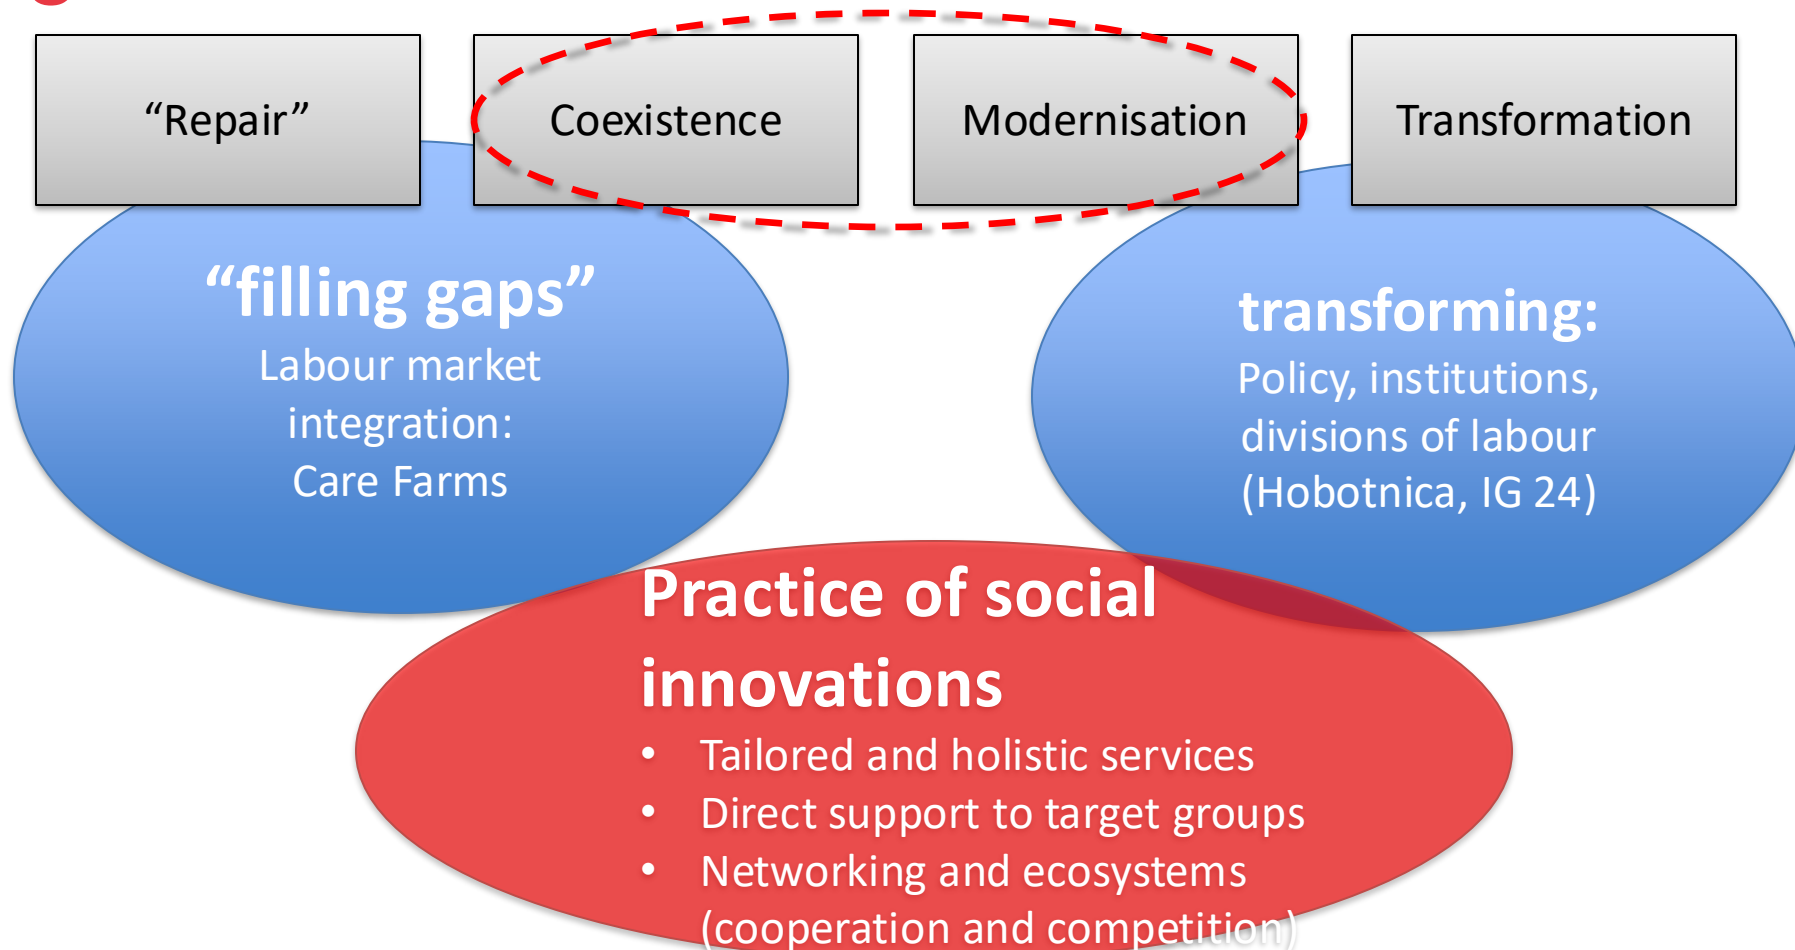 “Repair”
Coexistence
Modernisation
Transformation
“filling gaps”
Labour market
integration:
Care Farms
transforming:
Policy, institutions,
divisions of labour
(Hobotnica, IG 24)
Practice of social
innovations
• Tailored and holistic services
• Direct support to target groups
• Networking and ecosystems
(cooperation and competition)